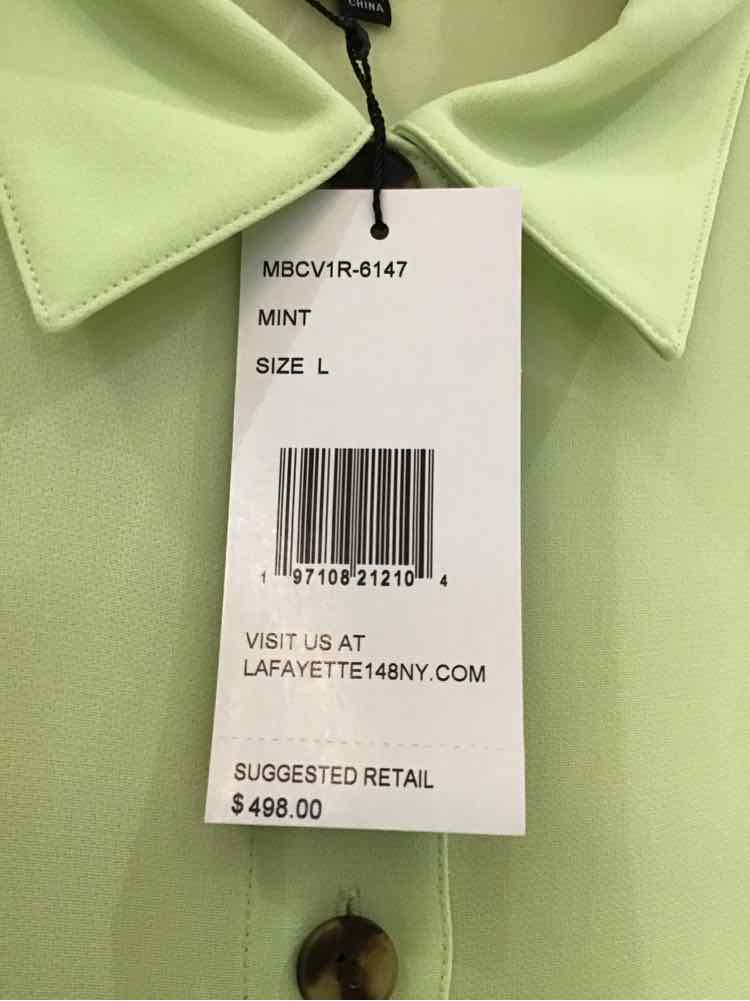 CHINA
MBCV1R-6147
MINT
SIZE L
1 97108 21210 4
VISIT US AT
LAFAYETTE148NY.COM
SUGGESTED RETAIL
$498.00